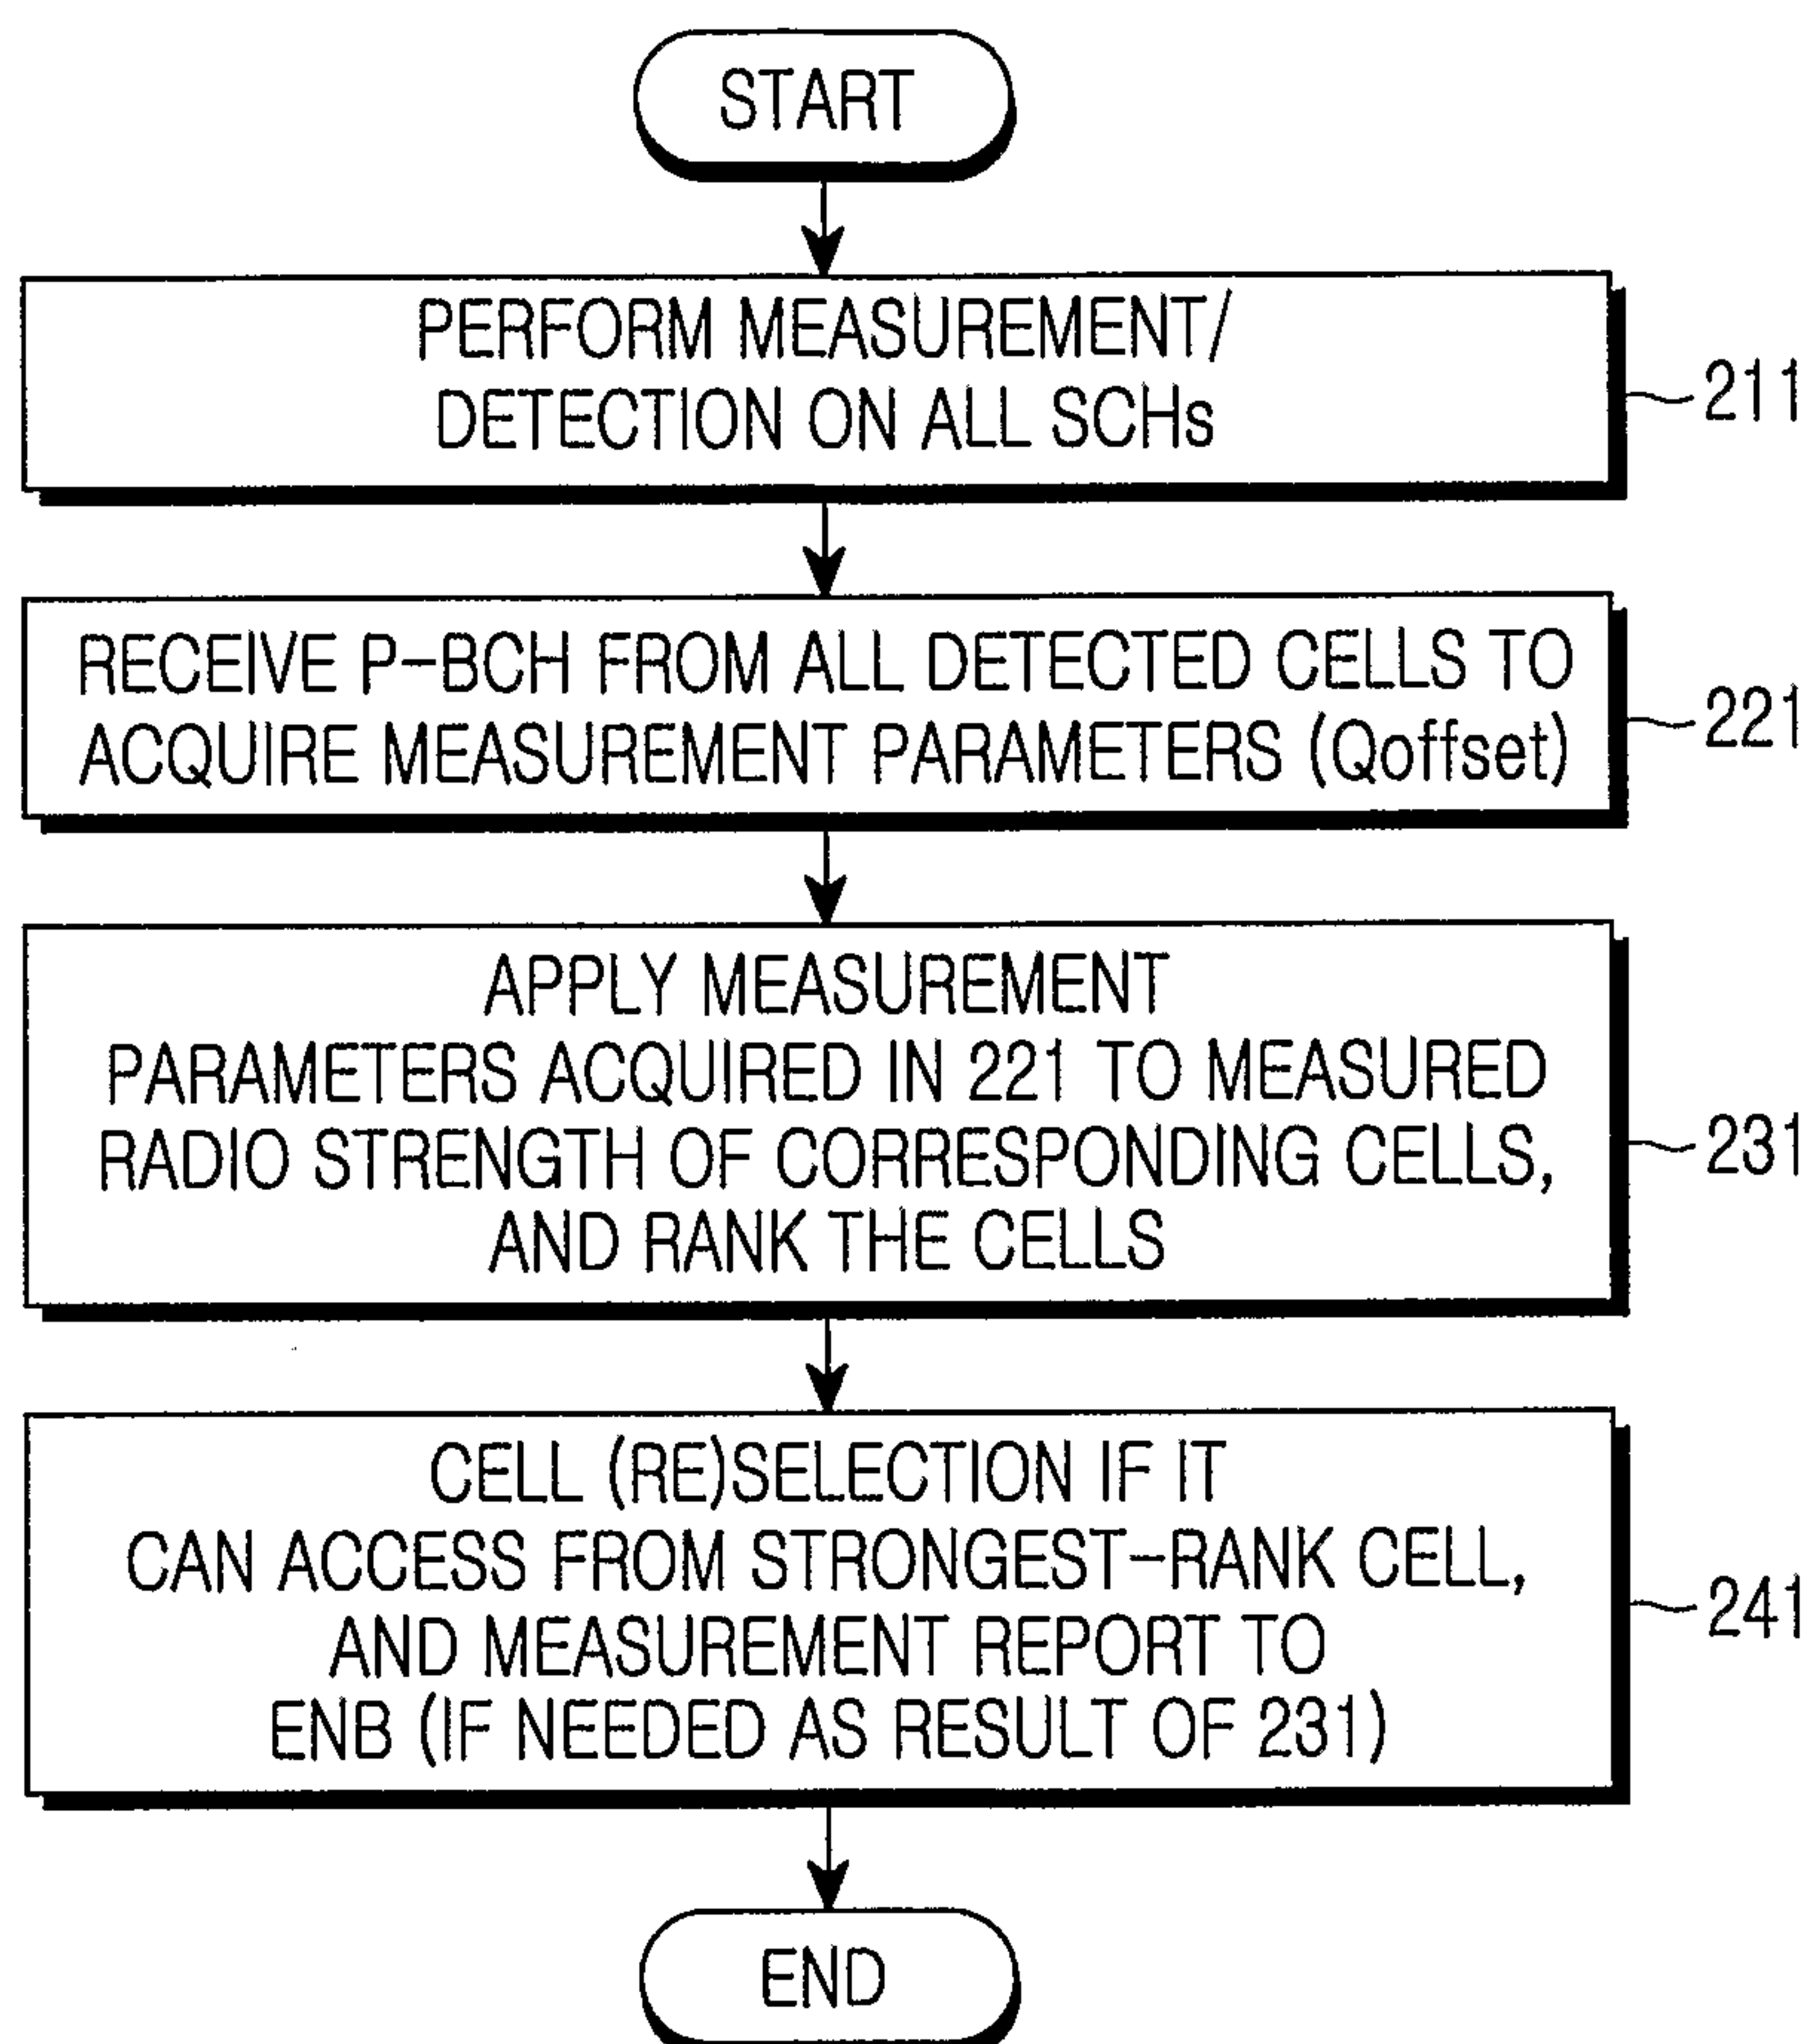 START
PERFORM MEASUREMENT/
DETECTION ON ALL SCHs
211
RECEIVE P-BCH FROM ALL DETECTED CELLS TO
ACQUIRE MEASUREMENT PARAMETERS (Qoffset)
221
APPLY MEASUREMENT
PARAMETERS ACQUIRED IN 221 TO MEASURED
RADIO STRENGTH OF CORRESPONDING CELLS,
AND RANK THE CELLS
231
CELL (RE)SELECTION IF IT
CAN ACCESS FROM STRONGEST-RANK CELL,
AND MEASUREMENT REPORT TO
ENB (IF NEEDED AS RESULT OF 231)
241
END